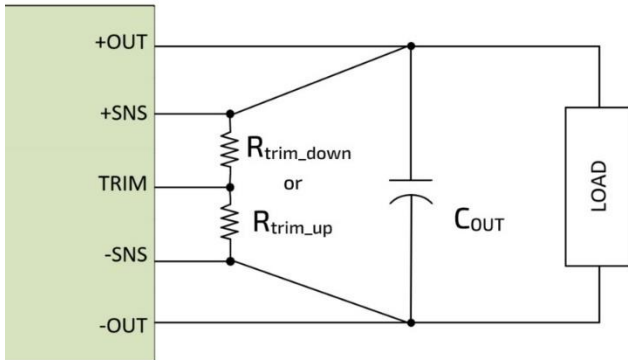 +OUT
+SNS
Rtrim_down
TRIM
or
Rtrim_up
COUT
LOAD
-SNS
-OUT